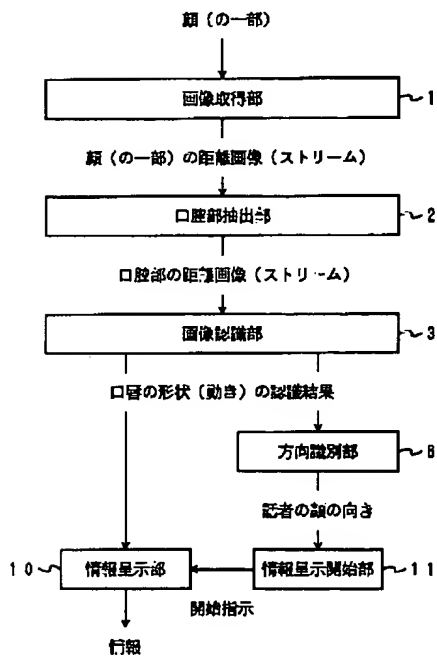 顔（の一部）
画像取得部 1
顔（の一部）の距離画像（ストリーム）
口腔部抽出部 2
口腔部の距離画像（ストリーム）
画像認識部 3
口唇の形状（動き）の認識結果
方向識別部 8
話者の顔の向き
10 情報呈示部 情報呈示開始部 11
開始指示
情報